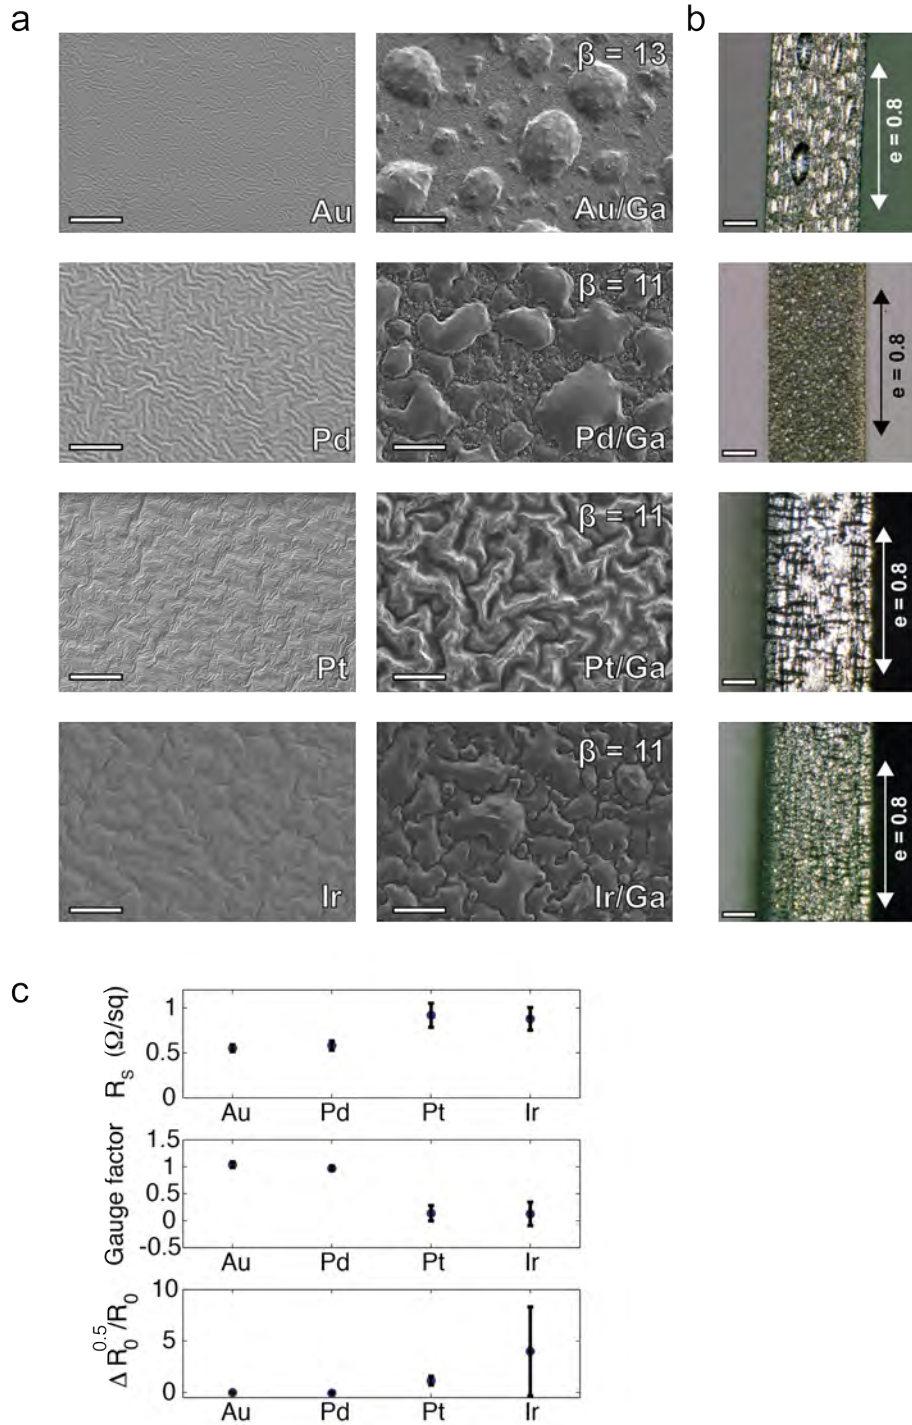 a
b
β = 13
Au
Au/Ga
e = 0.8
β = 11
Pd
Pd/Ga
e = 0.8
β = 11
Pt
Pt/Ga
e = 0.8
β = 11
Ir
Ir/Ga
e = 0.8
c
R_S (Ω/sq)
1
0.5
0
Au Pd Pt Ir
Gauge factor
1.5
1
0.5
0
-0.5
Au Pd Pt Ir
Δ R_0^0.5/R_0
10
5
0
Au Pd Pt Ir